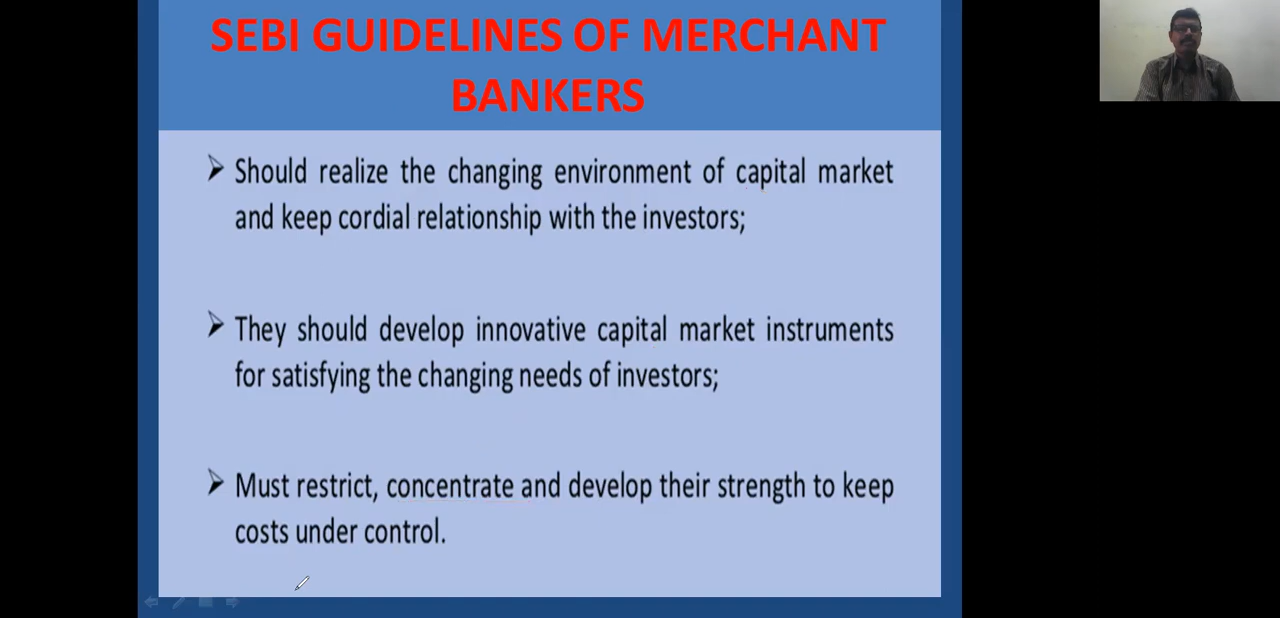 SEBI GUIDELINES OF MERCHANT
BANKERS
Should realize the changing environment of capital market
and keep cordial relationship with the investors;
They should develop innovative capital market instruments
for satisfying the changing needs of investors;
Must restrict, concentrate and develop their strength to keep
costs under control.